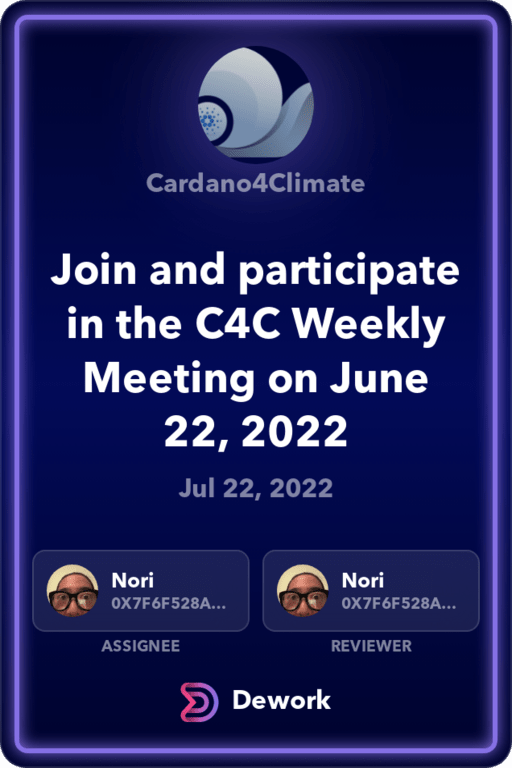 Cardano4Climate
Join and participate
in the C4C Weekly
Meeting on June
22, 2022
Jul 22, 2022
Nori
0X7F6F528A...
ASSIGNEE
Nori
0X7F6F528A...
REVIEWER
Dework